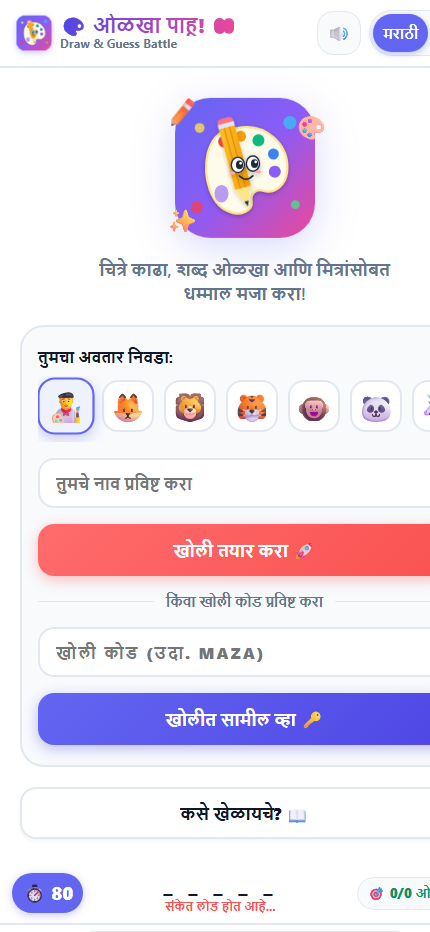 ओळखा पाहू!
Draw & Guess Battle
मराठी
चित्रे काढा, शब्द ओळखा आणि मित्रांसोबत
धम्माल मजा करा!
तुमचा अवतार निवडा:
तुमचे नाव प्रविष्ट करा
खोली तयार करा
किंवा खोली कोड प्रविष्ट करा
खोली कोड (उदा. MAZA)
खोलीत सामील व्हा
कसे खेळायचे?
80
_ _ _ _ _
0/0 ओ
संकेत लोड होत आहे...